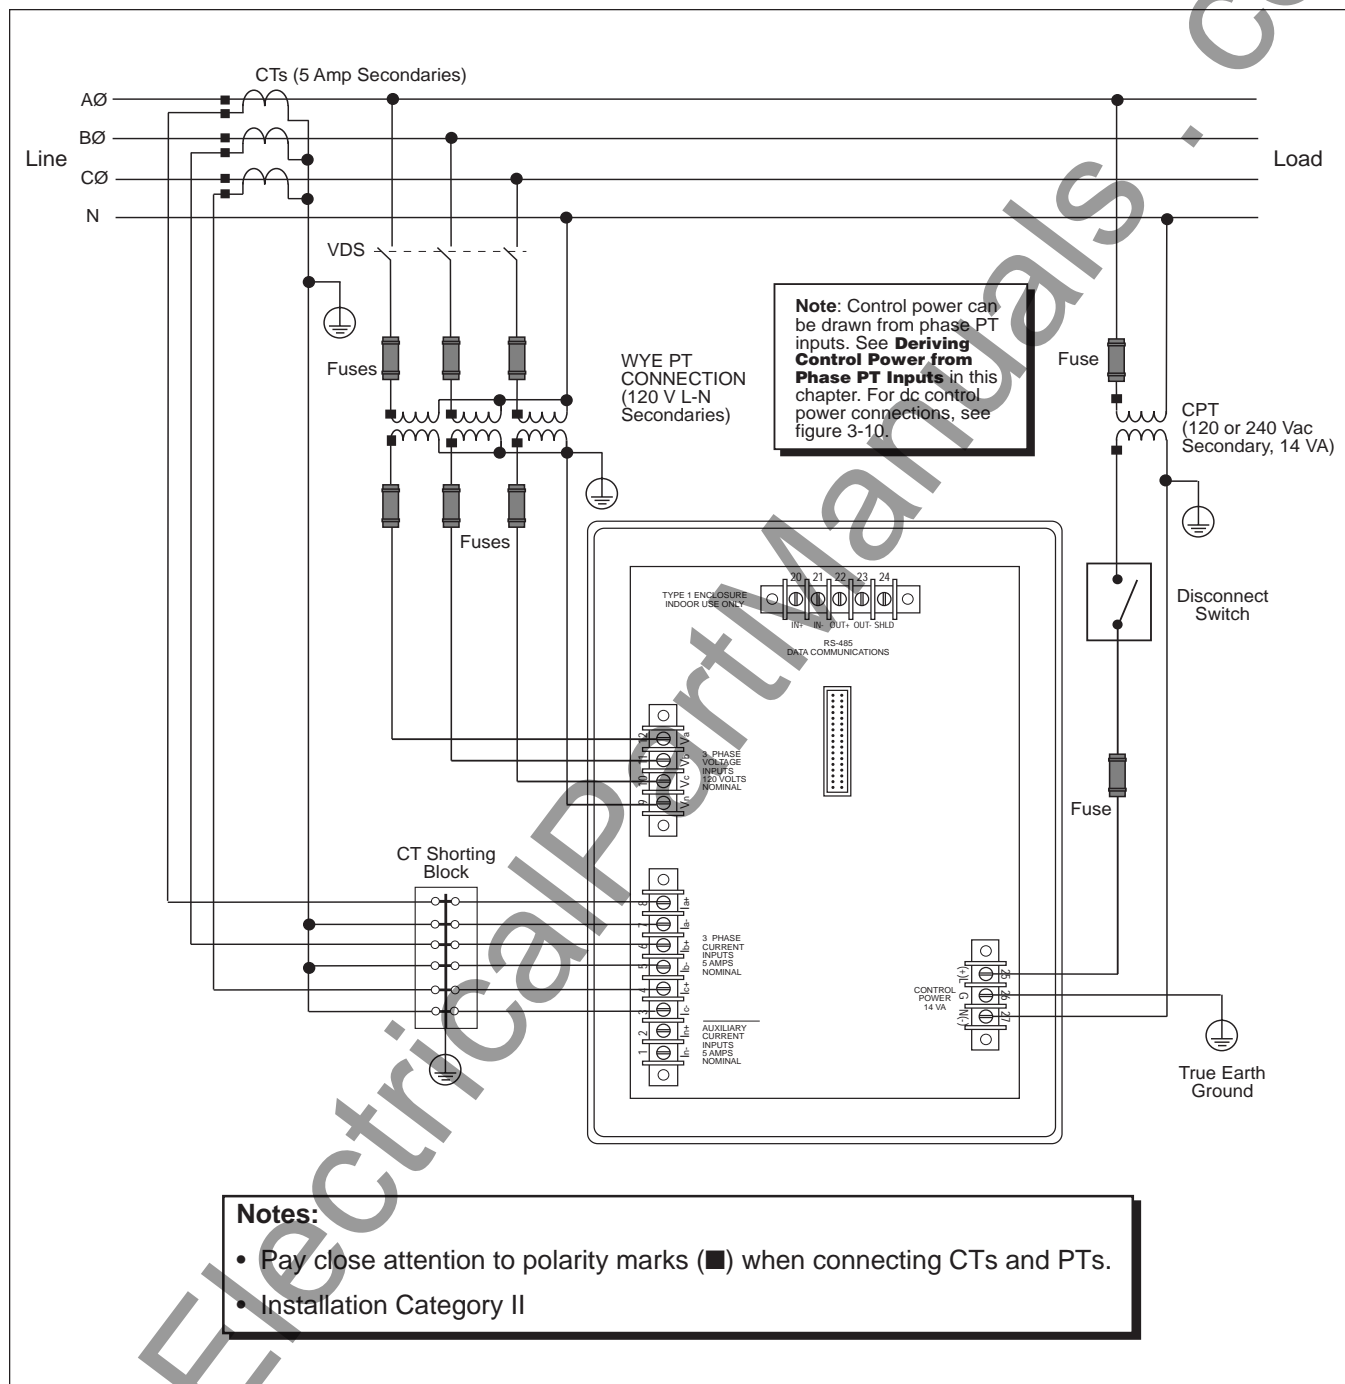 CTs (5 Amp Secondaries)
AØ
BØ
Line
CØ
Load
N
VDS
Note: Control power can
be drawn from phase PT
inputs. See Deriving
Control Power from
Phase PT Inputs in this
chapter. For dc control
power connections, see
figure 3-10.
Fuses
WYE PT
CONNECTION
(120 V L-N
Secondaries)
Fuse
CPT
(120 or 240 Vac
Secondary, 14 VA)
Fuses
Disconnect
Switch
TYPE 1 ENCLOSURE
INDOOR USE ONLY
20 21 22 23 24
IN+ IN- OUT+ OUT- SHLD
RS-485
DATA COMMUNICATIONS
12 Va
11 Vb
10 Vc
9 Vn
3 PHASE
VOLTAGE
INPUTS
120 VOLTS
NOMINAL
Fuse
CT Shorting
Block
8 Ia+
7 Ia-
6 Ib+
5 Ib-
4 Ic+
3 Ic-
2 In+
1 In-
3 PHASE
CURRENT
INPUTS
5 AMPS
NOMINAL
AUXILIARY
CURRENT
INPUTS
5 AMPS
NOMINAL
CONTROL
POWER
14 VA
(+)L 25
G 26
N(-) 27
True Earth
Ground
Notes:
• Pay close attention to polarity marks (■) when connecting CTs and PTs.
• Installation Category II
ElectricalPartManuals . co